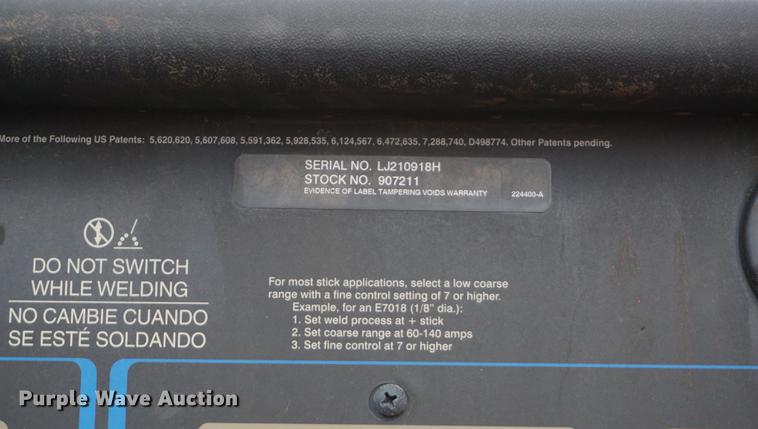 More of the Following US Patents: 5,620,620, 5,607,608, 5,591,362, 5,928,535, 6,124,567, 6,472,635, 7,288,740, D498774, Other Patents pending.
SERIAL NO. LJ210918H
STOCK NO. 907211
EVIDENCE OF LABEL TAMPERING VOIDS WARRANTY 224400-A
DO NOT SWITCH
WHILE WELDING
NO CAMBIE CUANDO
SE ESTÉ SOLDANDO
For most stick applications, select a low coarse
range with a fine control setting of 7 or higher.
Example, for an E7018 (1/8" dia.):
1. Set weld process at + stick
2. Set coarse range at 60-140 amps
3. Set fine control at 7 or higher
Purple Wave Auction